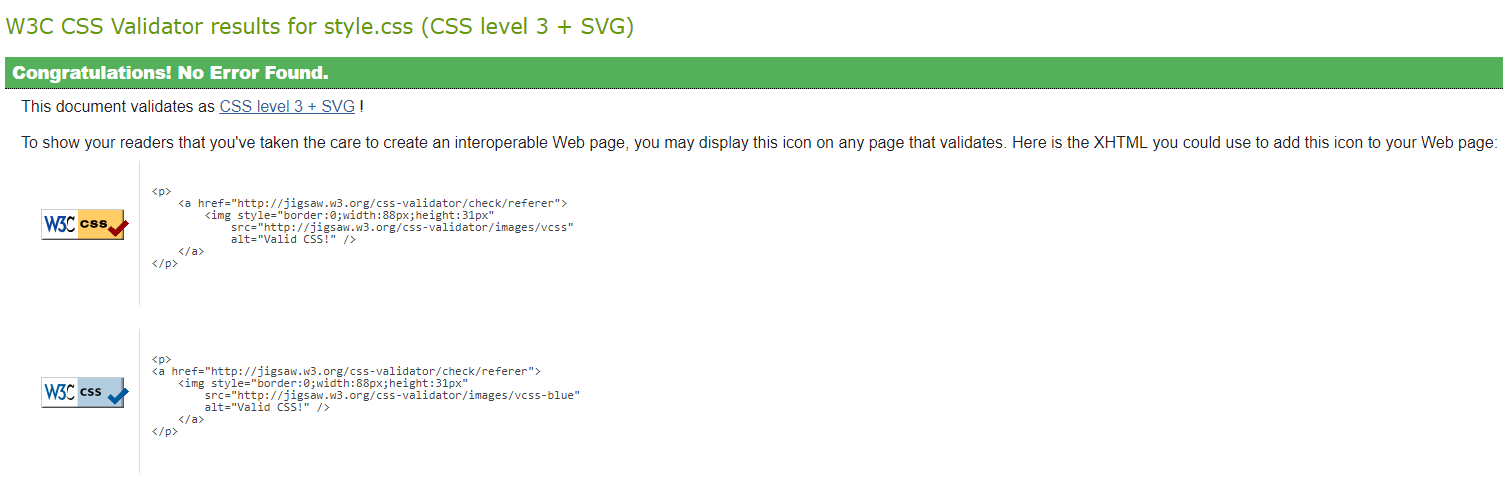 W3C CSS Validator results for style.css (CSS level 3 + SVG)
Congratulations! No Error Found.
This document validates as CSS level 3 + SVG !
To show your readers that you've taken the care to create an interoperable Web page, you may display this icon on any page that validates. Here is the XHTML you could use to add this icon to your Web page:
W3C css
<p>
<a href="http://jigsaw.w3.org/css-validator/check/referer">
<img style="border:0;width:88px;height:31px"
src="http://jigsaw.w3.org/css-validator/images/vcss"
alt="Valid CSS!" />
</a>
</p>
W3C css
<p>
<a href="http://jigsaw.w3.org/css-validator/check/referer">
<img style="border:0;width:88px;height:31px"
src="http://jigsaw.w3.org/css-validator/images/vcss-blue"
alt="Valid CSS!" />
</a>
</p>